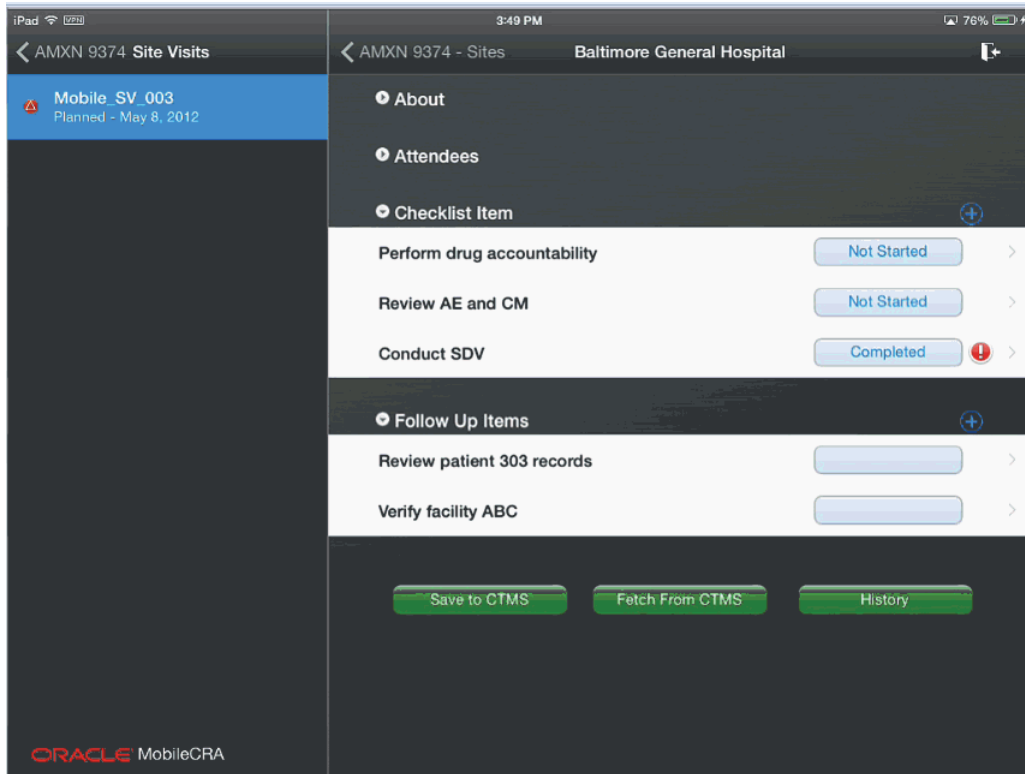 iPad VPN 3:49 PM 76%
AMXN 9374 Site Visits
AMXN 9374 - Sites Baltimore General Hospital
Mobile_SV_003
Planned - May 8, 2012
About
Attendees
Checklist Item
Perform drug accountability Not Started
Review AE and CM Not Started
Conduct SDV Completed
Follow Up Items
Review patient 303 records
Verify facility ABC
Save to CTMS Fetch From CTMS History
ORACLE MobileCRA